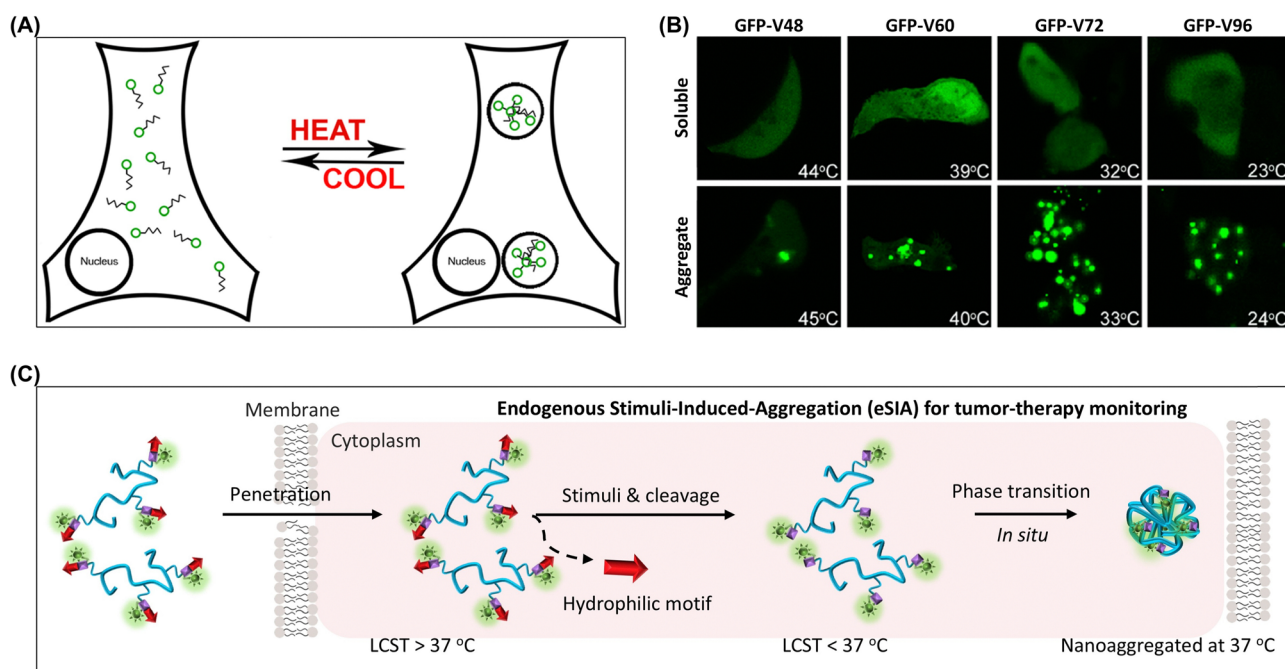 (A)
HEAT
COOL
Nucleus
Nucleus
(B)
GFP-V48 GFP-V60 GFP-V72 GFP-V96
Soluble
44°C 39°C 32°C 23°C
Aggregate
45°C 40°C 33°C 24°C
(C)
Endogenous Stimuli-Induced-Aggregation (eSIA) for tumor-therapy monitoring
Membrane
Cytoplasm
Penetration
Stimuli & cleavage
Phase transition
In situ
Hydrophilic motif
LCST > 37 °C
LCST < 37 °C
Nanoaggregated at 37 °C